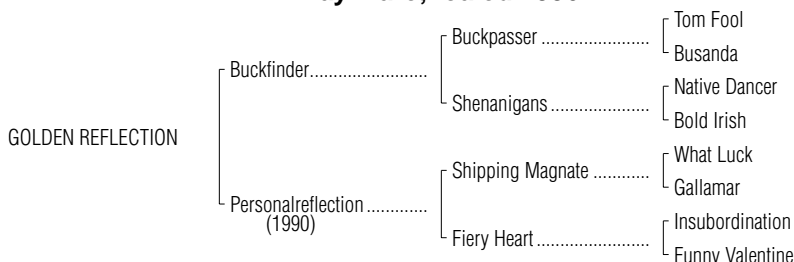 Tom Fool
Buckpasser ........................
Busanda
Buckfinder..........................
Native Dancer
Shenanigans ......................
Bold Irish
GOLDEN REFLECTION
What Luck
Shipping Magnate ............
Gallamar
Personalreflection .............
(1990)
Insubordination
Fiery Heart .........................
Funny Valentine